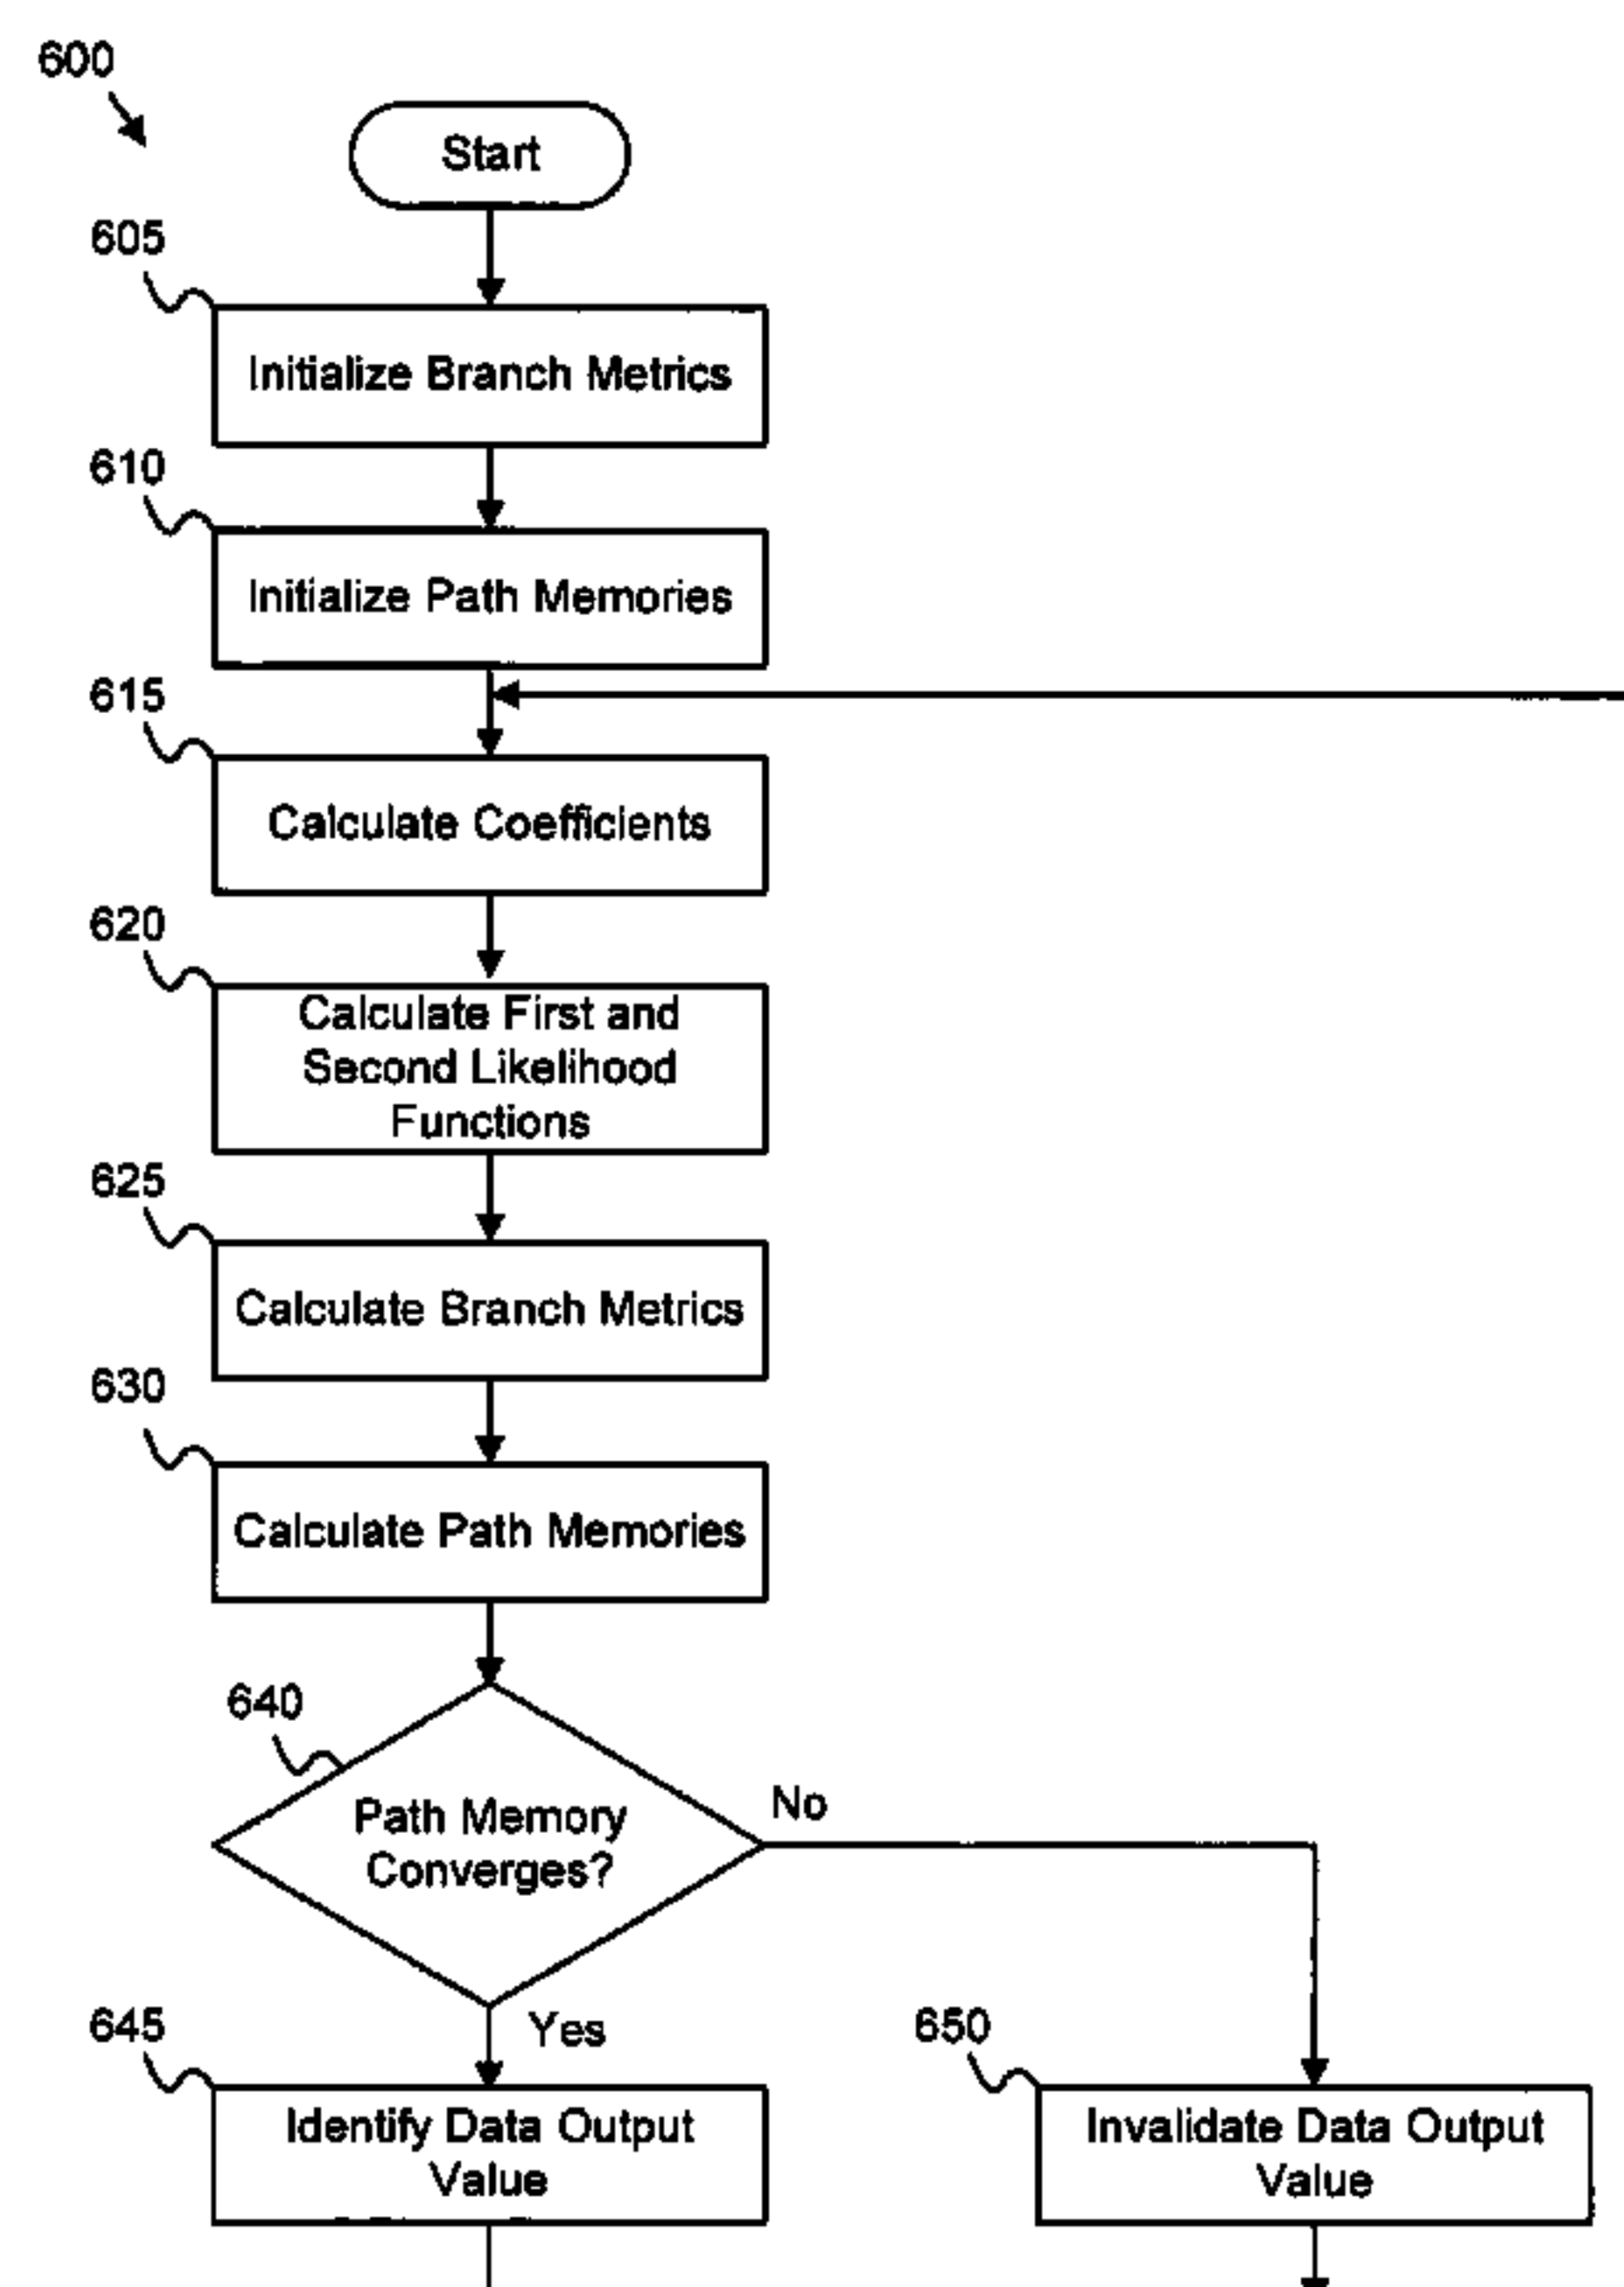 600
Start
605
Initialize Branch Metrics
610
Initialize Path Memories
615
Calculate Coefficients
620
Calculate First and
Second Likelihood
Functions
625
Calculate Branch Metrics
630
Calculate Path Memories
640
Path Memory
Converges?
No
Yes
645
Identify Data Output
Value
650
Invalidate Data Output
Value